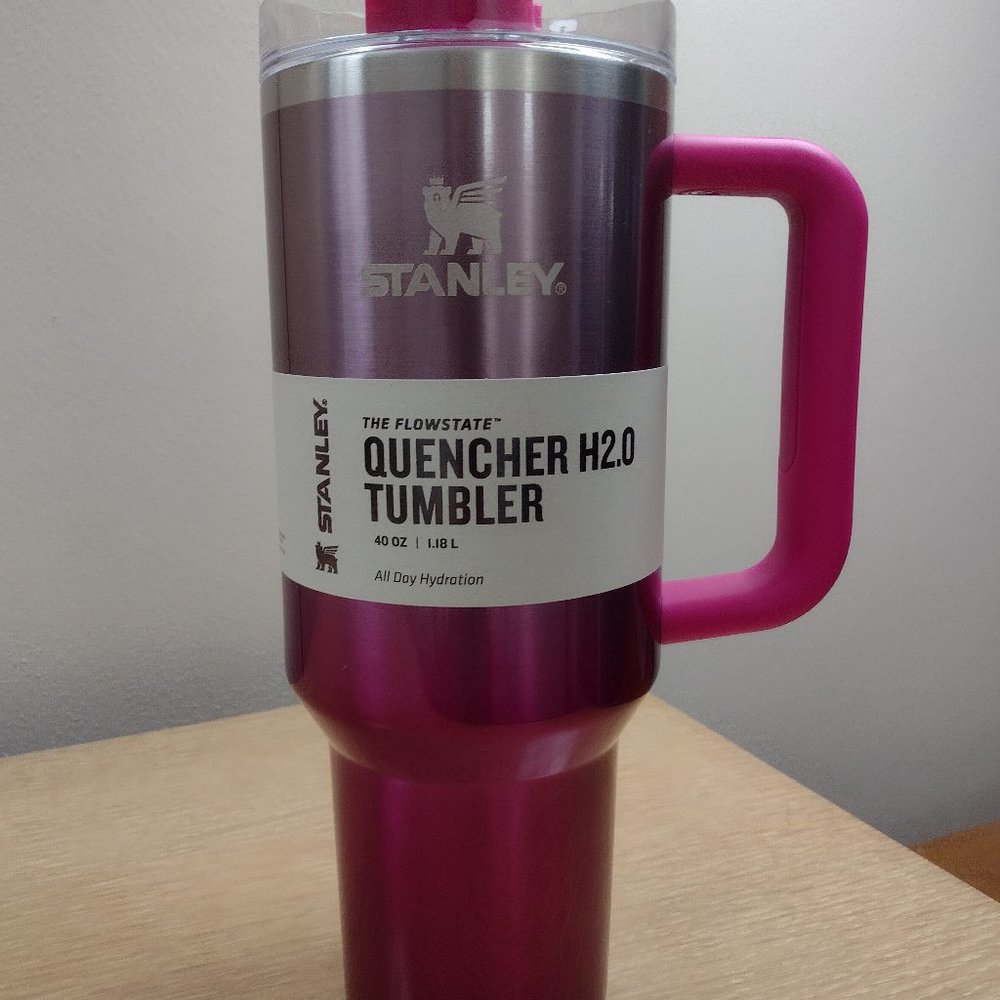 STANLEY®
STANLEY®
THE FLOWSTATE™
QUENCHER H2.0
TUMBLER
40 OZ | 1.18 L
All Day Hydration